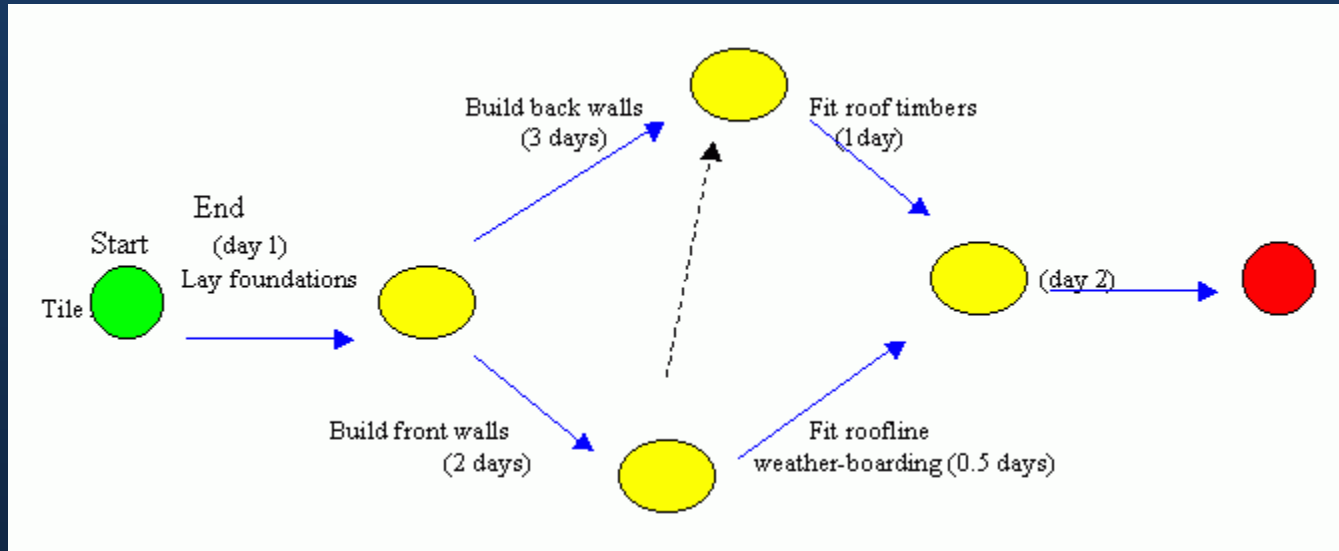 Build back walls
(3 days)
Fit roof timbers
(1day)
End
Start
(day 1)
Lay foundations
Tile
(day 2)
Build front walls
(2 days)
Fit roofline
weather-boarding (0.5 days)